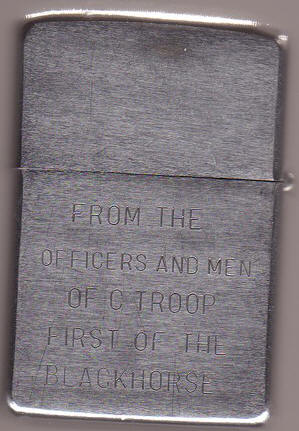 FROM THE
OFFICERS AND MEN
OF C TROOP
FIRST OF THE
BLACKHORSE